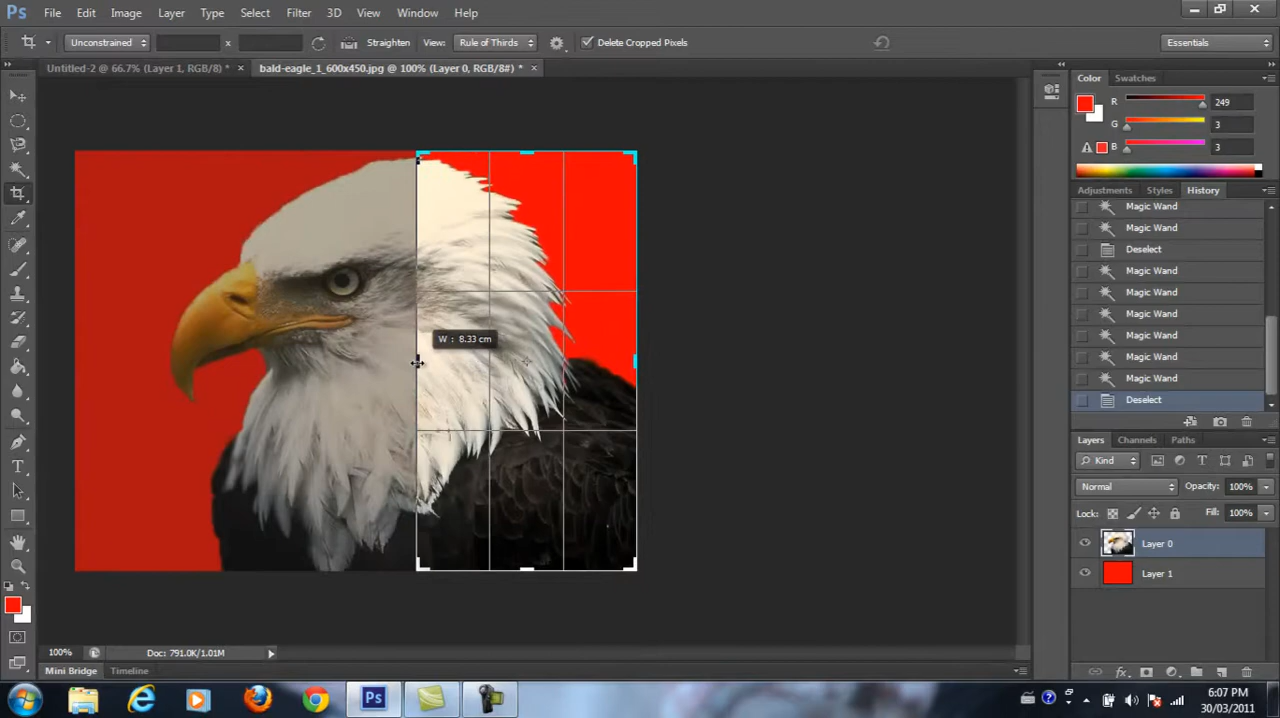 Ps File Edit Image Layer Type Select Filter 3D View Window Help
Unconstrained x Straighten View: Rule of Thirds Delete Cropped Pixels Essentials
Untitled-2 @ 66.7% (Layer 1, RGB/8) * × bald-eagle_1_600x450.jpg @ 100% (Layer 0, RGB/8#) * ×
Color Swatches
R 249
G 3
B 3
Adjustments Styles History
Magic Wand
Magic Wand
Deselect
Magic Wand
Magic Wand
Magic Wand
Magic Wand
Magic Wand
Magic Wand
Deselect
W : 8.33 cm
Layers Channels Paths
Kind
Normal Opacity: 100%
Lock: Fill: 100%
Layer 0
Layer 1
fx
T
100% Doc: 791.0K/1.01M
Mini Bridge Timeline
Ps
6:07 PM
30/03/2011